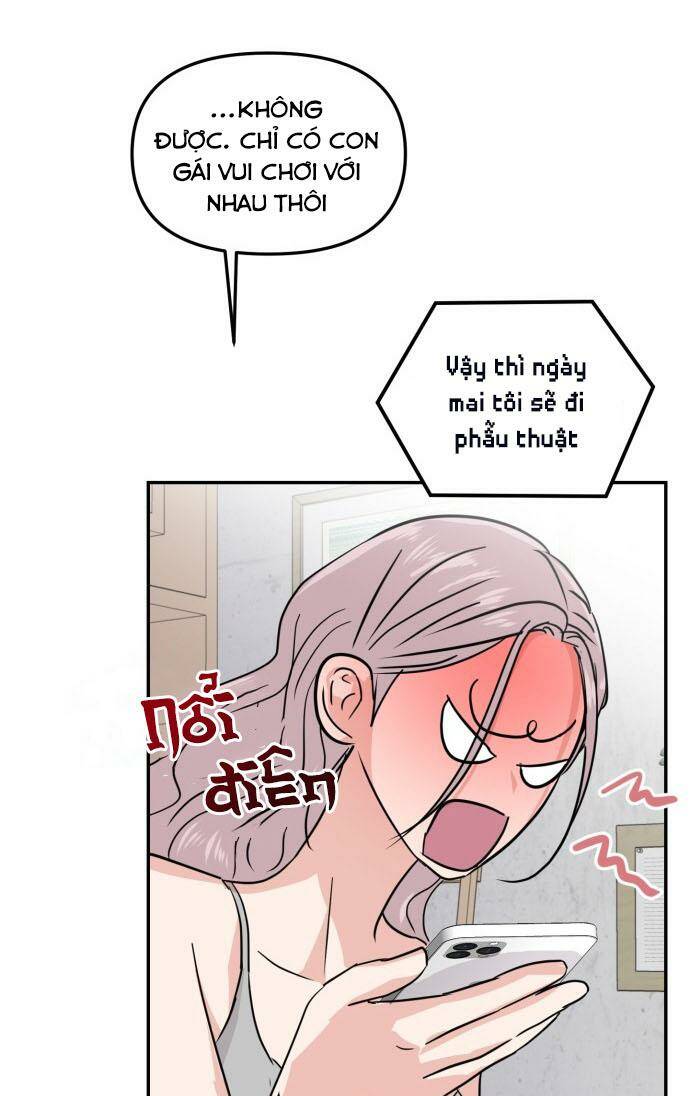 ...KHÔNG
ĐƯỢC. CHỈ CÓ CON
GÁI VUI CHƠI VỚI
NHAU THÔI
Vậy thì ngày
mai tôi sẽ đi
phẫu thuật
Nổi
điên